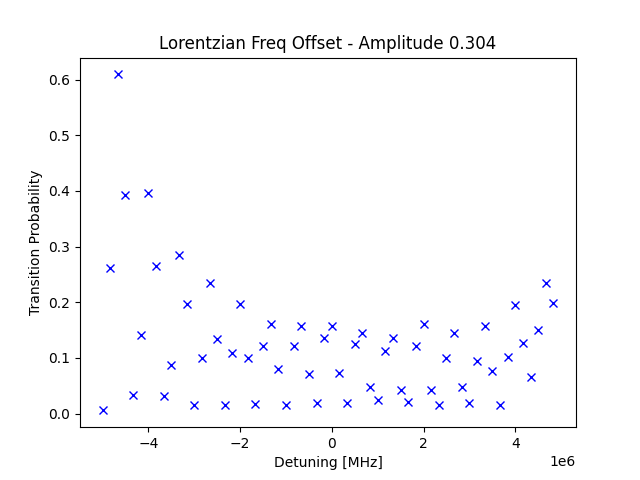 Lorentzian Freq Offset - Amplitude 0.304
0.6
0.5
0.4
0.3
0.2
0.1
0.0
Transition Probability
−4 −2 0 2 4
1e6
Detuning [MHz]